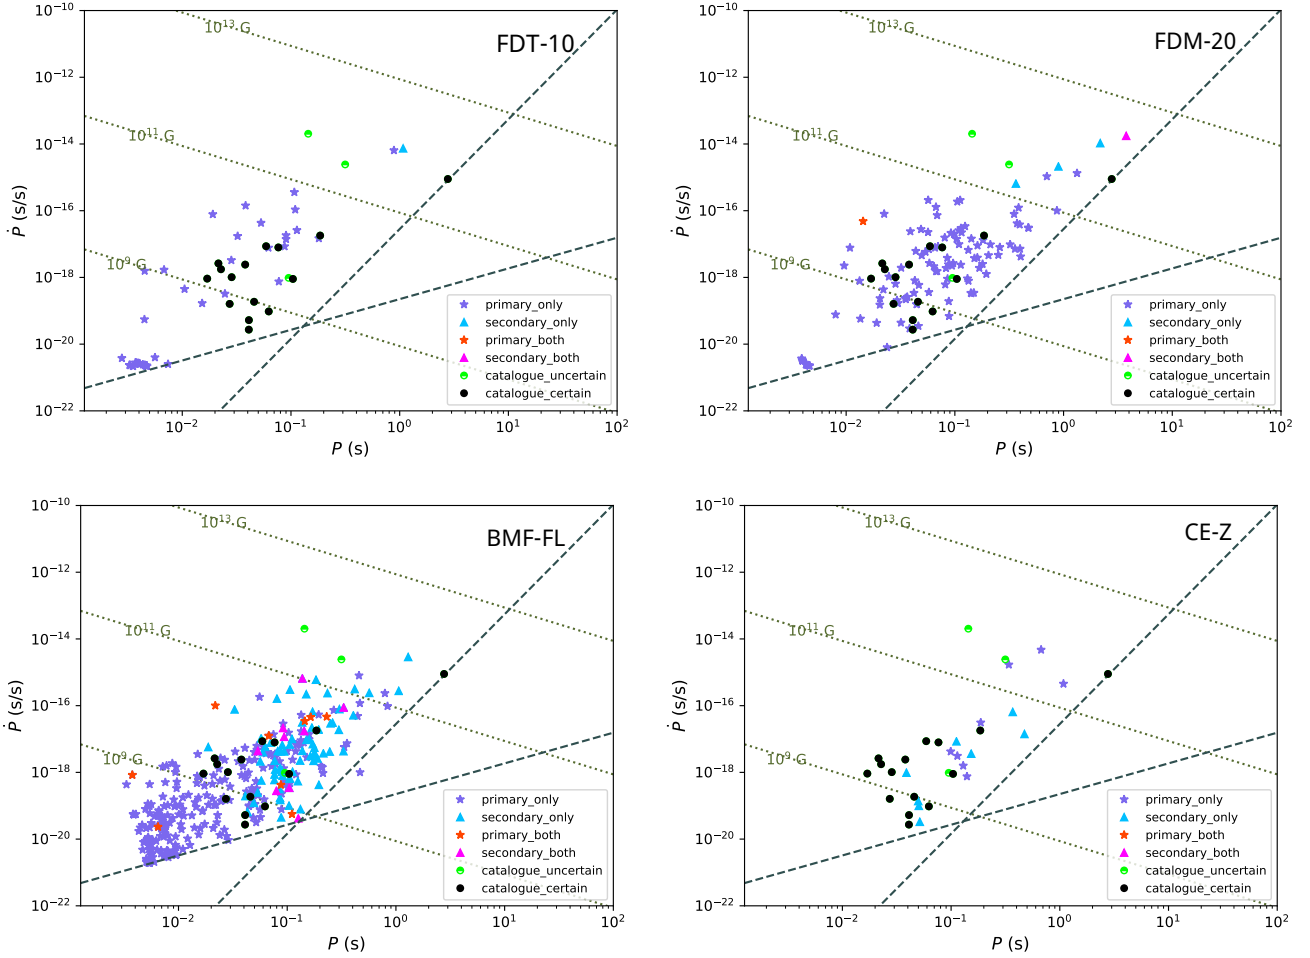 FDT-10
10^13 G
10^11 G
10^9 G
10^−10
10^−12
10^−14
10^−16
10^−18
10^−20
10^−22
Ṗ (s/s)
primary_only
secondary_only
primary_both
secondary_both
catalogue_uncertain
catalogue_certain
10^−2
10^−1
10^0
10^1
10^2
P (s)
FDM-20
10^13 G
10^11 G
10^9 G
10^−10
10^−12
10^−14
10^−16
10^−18
10^−20
10^−22
Ṗ (s/s)
primary_only
secondary_only
primary_both
secondary_both
catalogue_uncertain
catalogue_certain
10^−2
10^−1
10^0
10^1
10^2
P (s)
BMF-FL
10^13 G
10^11 G
10^9 G
10^−10
10^−12
10^−14
10^−16
10^−18
10^−20
10^−22
Ṗ (s/s)
primary_only
secondary_only
primary_both
secondary_both
catalogue_uncertain
catalogue_certain
10^−2
10^−1
10^0
10^1
10^2
P (s)
CE-Z
10^13 G
10^11 G
10^9 G
10^−10
10^−12
10^−14
10^−16
10^−18
10^−20
10^−22
Ṗ (s/s)
primary_only
secondary_only
primary_both
secondary_both
catalogue_uncertain
catalogue_certain
10^−2
10^−1
10^0
10^1
10^2
P (s)